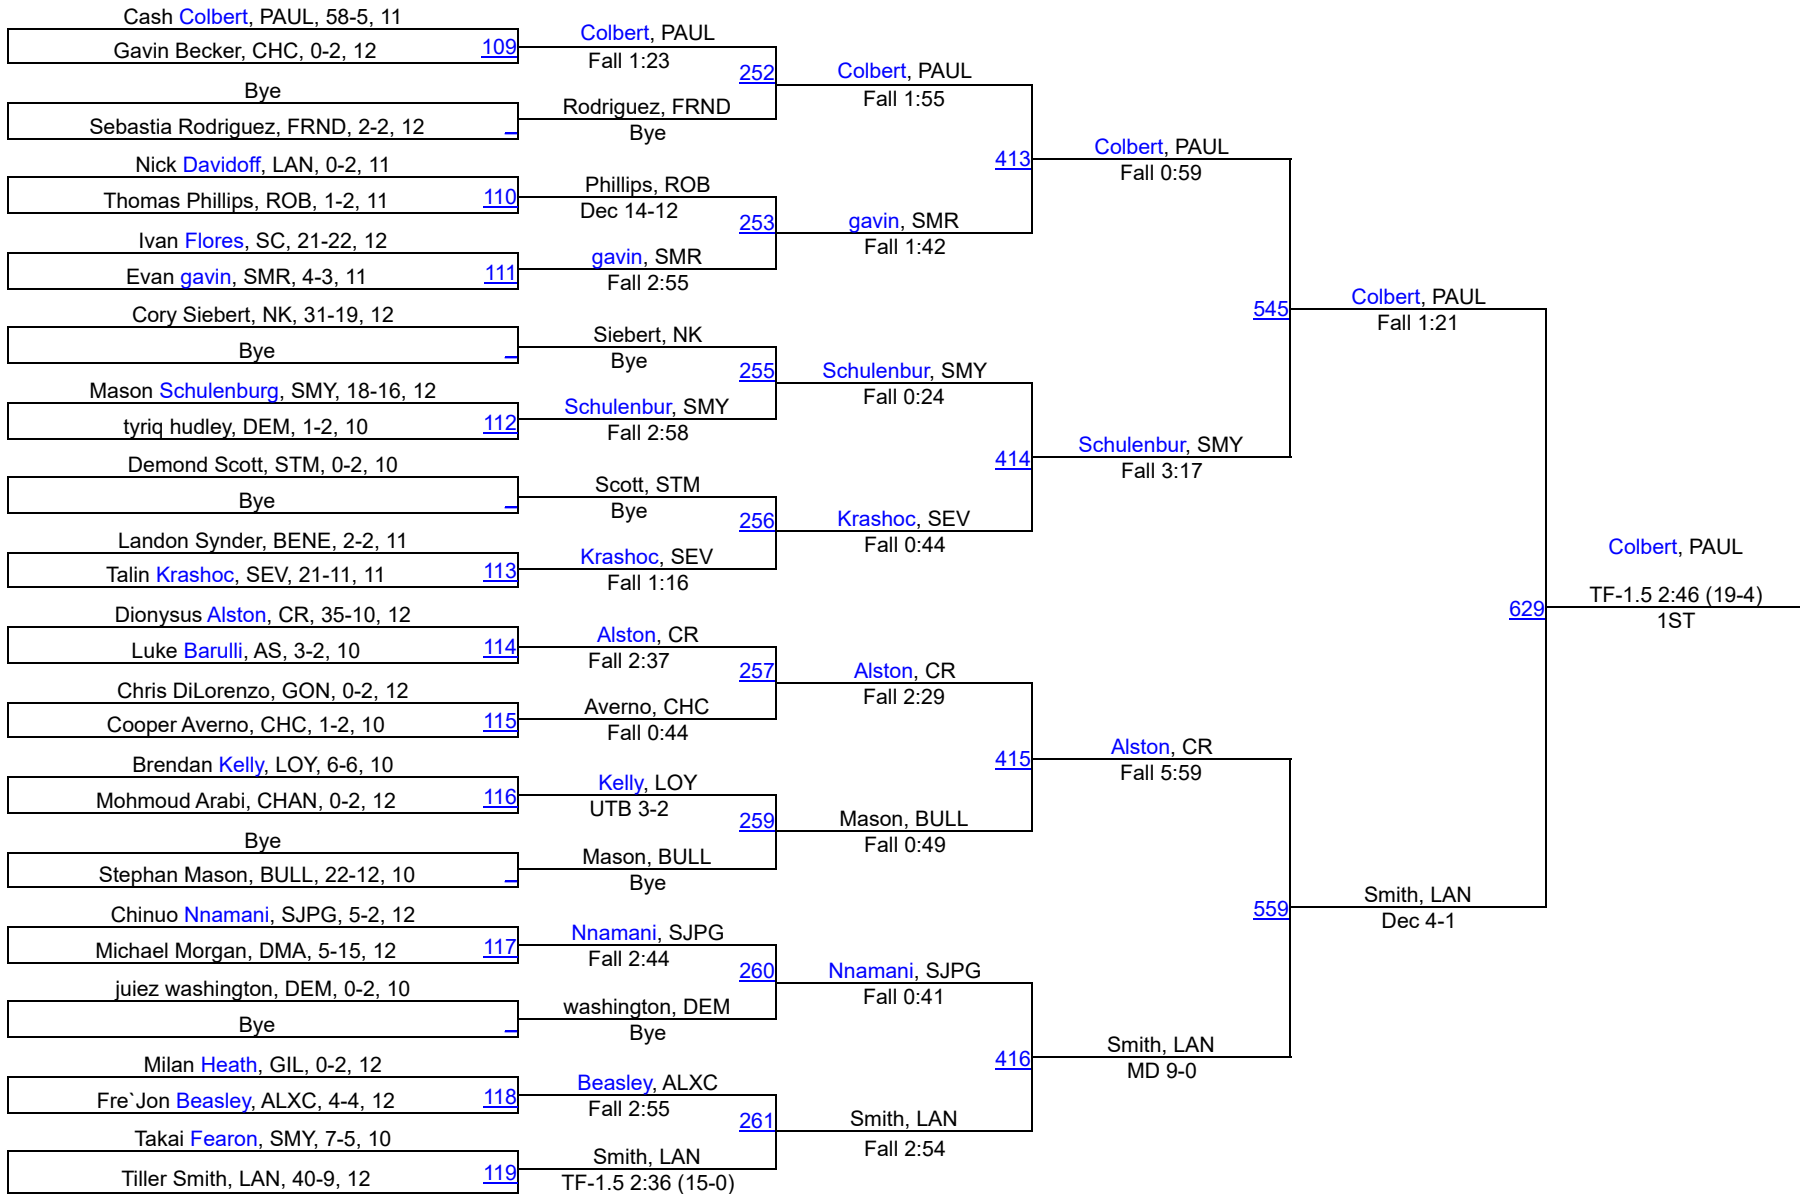 Cash Colbert, PAUL, 58-5, 11
Gavin Becker, CHC, 0-2, 12
109
Bye
Sebastia Rodriguez, FRND, 2-2, 12
Nick Davidoff, LAN, 0-2, 11
Thomas Phillips, ROB, 1-2, 11
110
Ivan Flores, SC, 21-22, 12
Evan gavin, SMR, 4-3, 11
111
Cory Siebert, NK, 31-19, 12
Bye
Mason Schulenburg, SMY, 18-16, 12
tyriq hudley, DEM, 1-2, 10
112
Demond Scott, STM, 0-2, 10
Bye
Landon Synder, BENE, 2-2, 11
Talin Krashoc, SEV, 21-11, 11
113
Dionysus Alston, CR, 35-10, 12
Luke Barulli, AS, 3-2, 10
114
Chris DiLorenzo, GON, 0-2, 12
Cooper Averno, CHC, 1-2, 10
115
Brendan Kelly, LOY, 6-6, 10
Mohmoud Arabi, CHAN, 0-2, 12
116
Bye
Stephan Mason, BULL, 22-12, 10
Chinuo Nnamani, SJPG, 5-2, 12
Michael Morgan, DMA, 5-15, 12
117
juiez washington, DEM, 0-2, 10
Bye
Milan Heath, GIL, 0-2, 12
Fre`Jon Beasley, ALXC, 4-4, 12
118
Takai Fearon, SMY, 7-5, 10
Tiller Smith, LAN, 40-9, 12
119
Colbert, PAUL
Fall 1:23
252
Rodriguez, FRND
Bye
Phillips, ROB
Dec 14-12
253
gavin, SMR
Fall 2:55
Siebert, NK
Bye
255
Schulenbur, SMY
Fall 2:58
Scott, STM
Bye
256
Krashoc, SEV
Fall 1:16
Alston, CR
Fall 2:37
257
Averno, CHC
Fall 0:44
Kelly, LOY
UTB 3-2
259
Mason, BULL
Bye
Nnamani, SJPG
Fall 2:44
260
washington, DEM
Bye
Beasley, ALXC
Fall 2:55
261
Smith, LAN
TF-1.5 2:36 (15-0)
Colbert, PAUL
Fall 1:55
413
gavin, SMR
Fall 1:42
Schulenbur, SMY
Fall 0:24
414
Krashoc, SEV
Fall 0:44
Alston, CR
Fall 2:29
415
Mason, BULL
Fall 0:49
Nnamani, SJPG
Fall 0:41
416
Smith, LAN
Fall 2:54
Colbert, PAUL
Fall 0:59
545
Schulenbur, SMY
Fall 3:17
Alston, CR
Fall 5:59
559
Smith, LAN
MD 9-0
Colbert, PAUL
Fall 1:21
629
Smith, LAN
Dec 4-1
Colbert, PAUL
TF-1.5 2:46 (19-4)
1ST